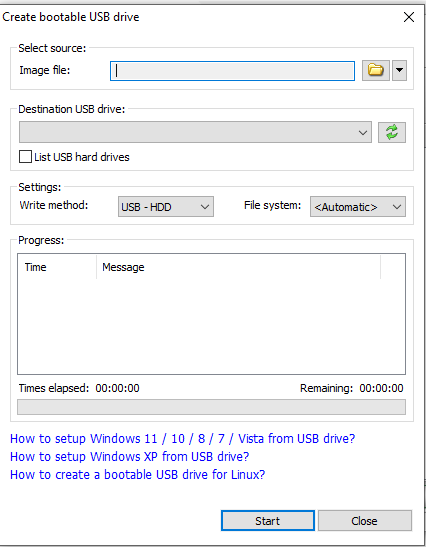 Create bootable USB drive
Select source:
Image file:
Destination USB drive:
List USB hard drives
Settings:
Write method: USB - HDD File system: <Automatic>
Progress:
Time Message
Times elapsed: 00:00:00 Remaining: 00:00:00
How to setup Windows 11 / 10 / 8 / 7 / Vista from USB drive?
How to setup Windows XP from USB drive?
How to create a bootable USB drive for Linux?
Start Close